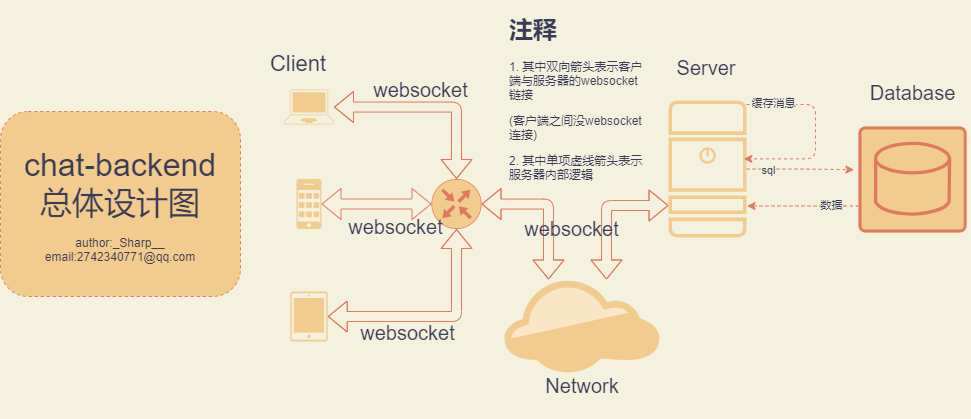 chat-backend
总体设计图
author:_Sharp__
email:2742340771@qq.com
Client
websocket
websocket
websocket
注释
1. 其中双向箭头表示客户
端与服务器的websocket
链接
(客户端之间没websocket
连接)
2. 其中单项虚线箭头表示
服务器内部逻辑
websocket
Network
Server
缓存消息
sql
数据
Database